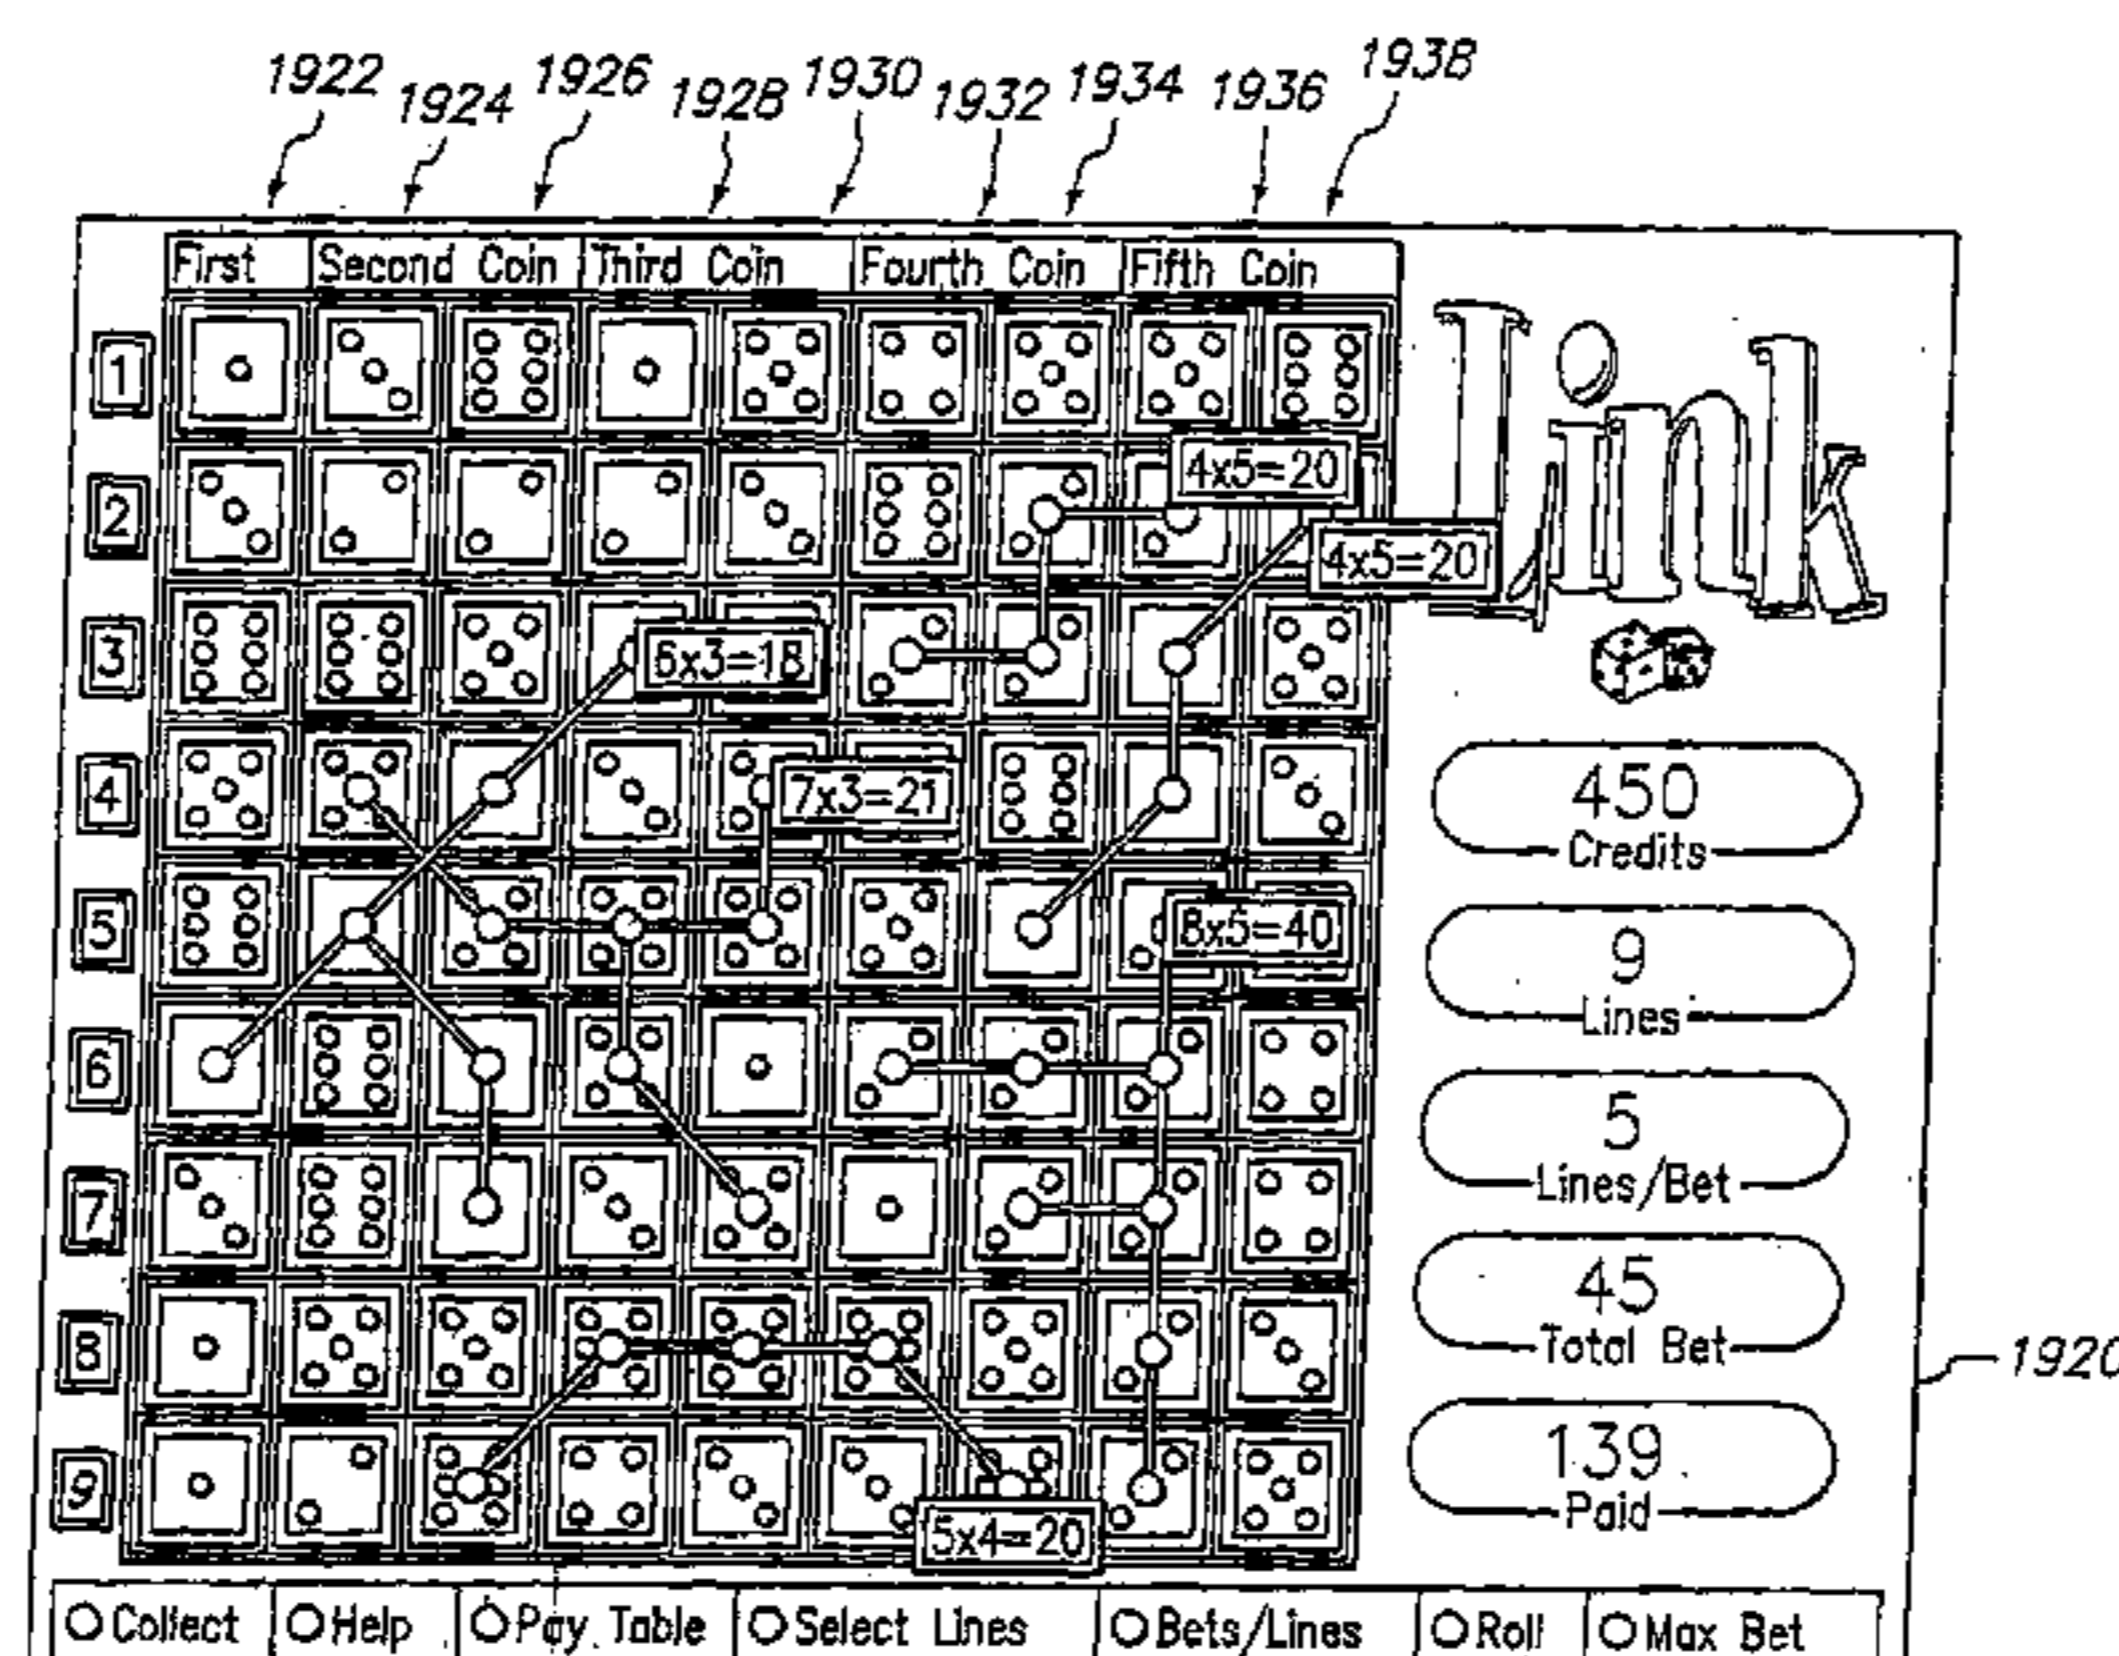 1922 1924 1926 1928 1930 1932 1934 1936 1938
First Second Coin Third Coin Fourth Coin Fifth Coin
Link
1
4x5=20
2
4x5=20
3
6x3=18
4
7x3=21
450
Credits
5
8x5=40
9
Lines
6
5
Lines/Bet
7
45
Total Bet
8
1920
139
Paid
9
5x4=20
Collect Help Pay Table Select Lines Bets/Lines Roll Max Bet